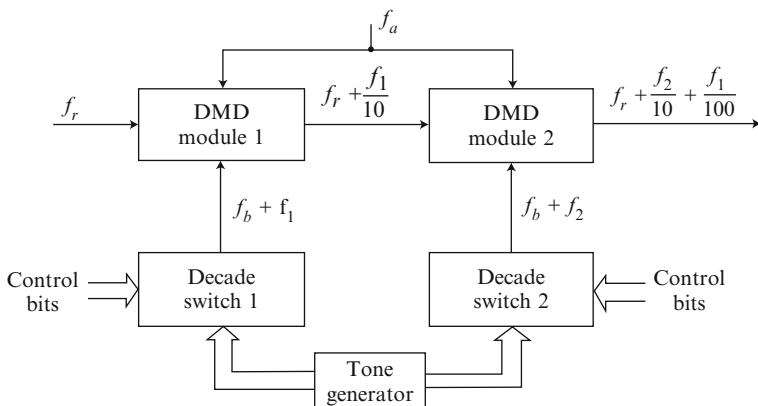 f_a
f_r
DMD
module 1
f_r + f_1/10
DMD
module 2
f_r + f_2/10 + f_1/100
f_b + f_1
f_b + f_2
Control
bits
Decade
switch 1
Decade
switch 2
Control
bits
Tone
generator